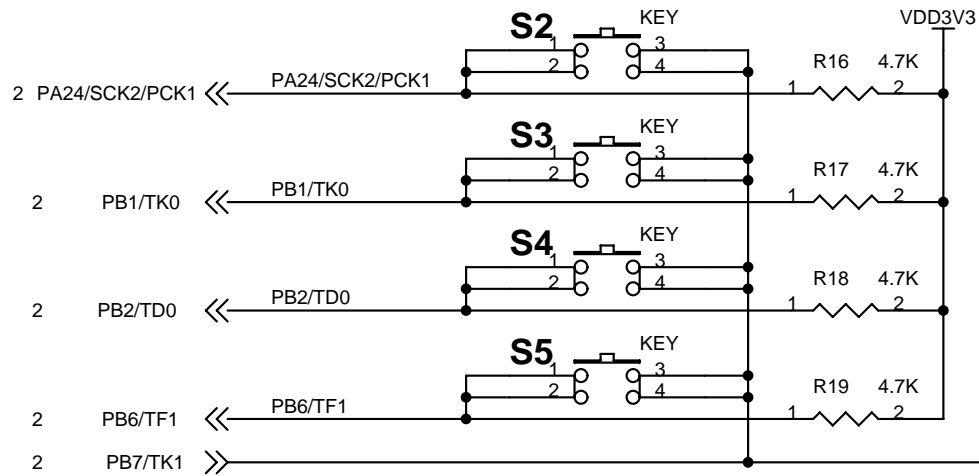 VDD3V3
S2 KEY
1 3
2 4
R16 4.7K
2 PA24/SCK2/PCK1 PA24/SCK2/PCK1 1 2
S3 KEY
1 3
2 4
R17 4.7K
2 PB1/TK0 PB1/TK0 1 2
S4 KEY
1 3
2 4
R18 4.7K
2 PB2/TD0 PB2/TD0 1 2
S5 KEY
1 3
2 4
R19 4.7K
2 PB6/TF1 PB6/TF1 1 2
2 PB7/TK1